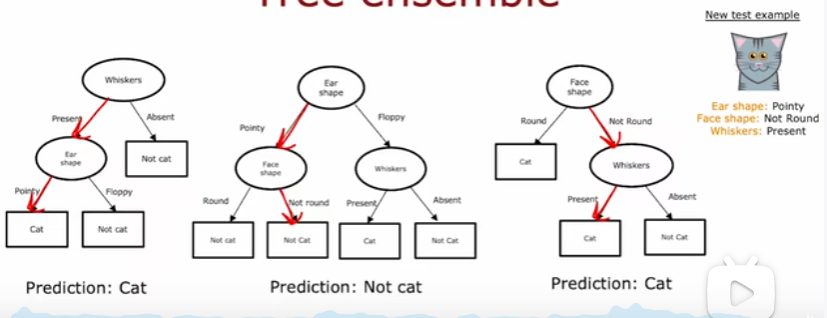 Tree Ensemble
New test example
Ear shape: Pointy
Face shape: Not Round
Whiskers: Present
Whiskers
Present
Absent
Ear
shape
Not cat
Pointy
Floppy
Cat
Not cat
Prediction: Cat
Ear
shape
Pointy
Floppy
Face
shape
Whiskers
Round
Not round
Present
Absent
Not cat
Not Cat
Cat
Not Cat
Prediction: Not cat
Face
shape
Round
Not Round
Cat
Whiskers
Present
Absent
Cat
Not Cat
Prediction: Cat